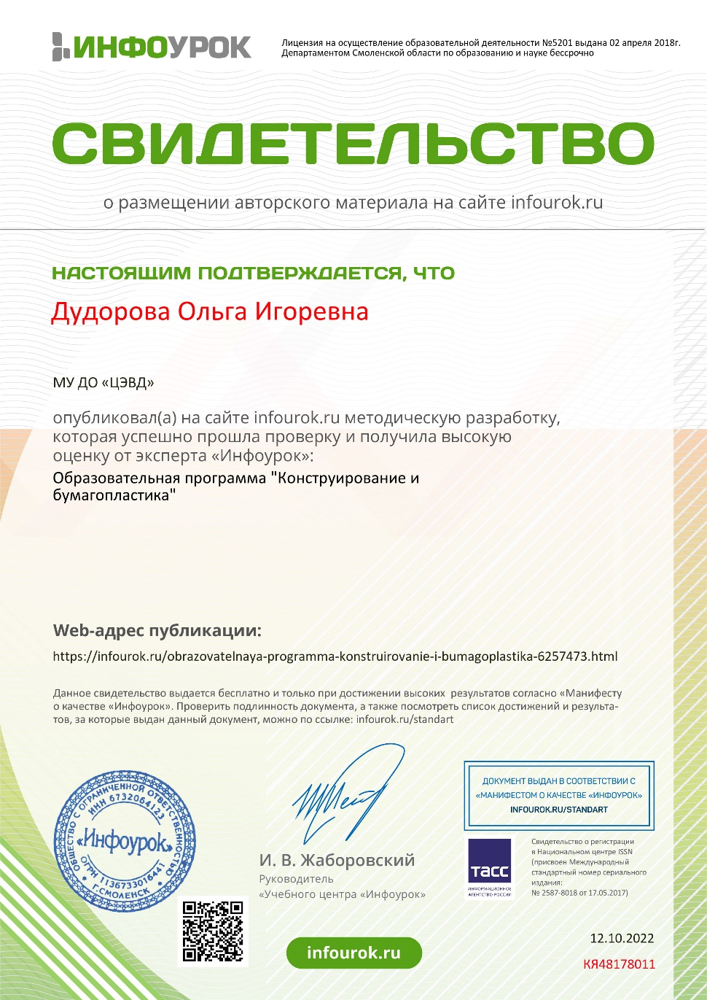 ИНФОУРОК
Лицензия на осуществление образовательной деятельности №5201 выдана 02 апреля 2018г.
Департаментом Смоленской области по образованию и науке бессрочно
СВИДЕТЕЛЬСТВО
о размещении авторского материала на сайте infourok.ru
НАСТОЯЩИМ ПОДТВЕРЖДАЕТСЯ, ЧТО
Дудорова Ольга Игоревна
МУ ДО «ЦЭВД»
опубликовал(а) на сайте infourok.ru методическую разработку,
которая успешно прошла проверку и получила высокую
оценку от эксперта «Инфоурок»:
Образовательная программа "Конструирование и
бумагопластика"
Web-адрес публикации:
https://infourok.ru/obrazovatelnaya-programma-konstruirovanie-i-bumagoplastika-6257473.html
Данное свидетельство выдается бесплатно и только при достижении высоких результатов согласно «Манифесту
о качестве «Инфоурок». Проверить подлинность документа, а также посмотреть список достижений и результа-
тов, за которые выдан данный документ, можно по ссылке: infourok.ru/standart
ОБЩЕСТВО С ОГРАНИЧЕННОЙ ОТВЕТСТВЕННОСТЬЮ
ИНН 6732064123
«Инфоурок»
ОГРН 1136733016441
Г.СМОЛЕНСК
И. В. Жаборовский
Руководитель
«Учебного центра «Инфоурок»
ДОКУМЕНТ ВЫДАН В СООТВЕТСТВИИ С
«МАНИФЕСТОМ О КАЧЕСТВЕ «ИНФОУРОК»
INFOUROK.RU/STANDART
ТАСС
ИНФОРМАЦИОННОЕ
АГЕНТСТВО РОССИИ
Свидетельство о регистрации
в Национальном центре ISSN
(присвоен Международный
стандартный номер сериального
издания:
№ 2587-8018 от 17.05.2017)
infourok.ru
12.10.2022
КЯ48178011